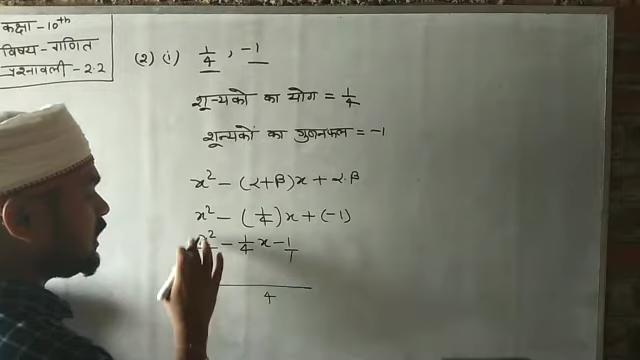 कक्षा - 10th
विषय - गणित
प्रश्नावली - 2.2
(2) (i) 1/4 , -1
शून्यकों का योग = 1/4
शून्यकों का गुणनफल = -1
x² - (α+β)x + α.β
x² - (1/4)x + (-1)
x² - 1/4 x - 1/1
4